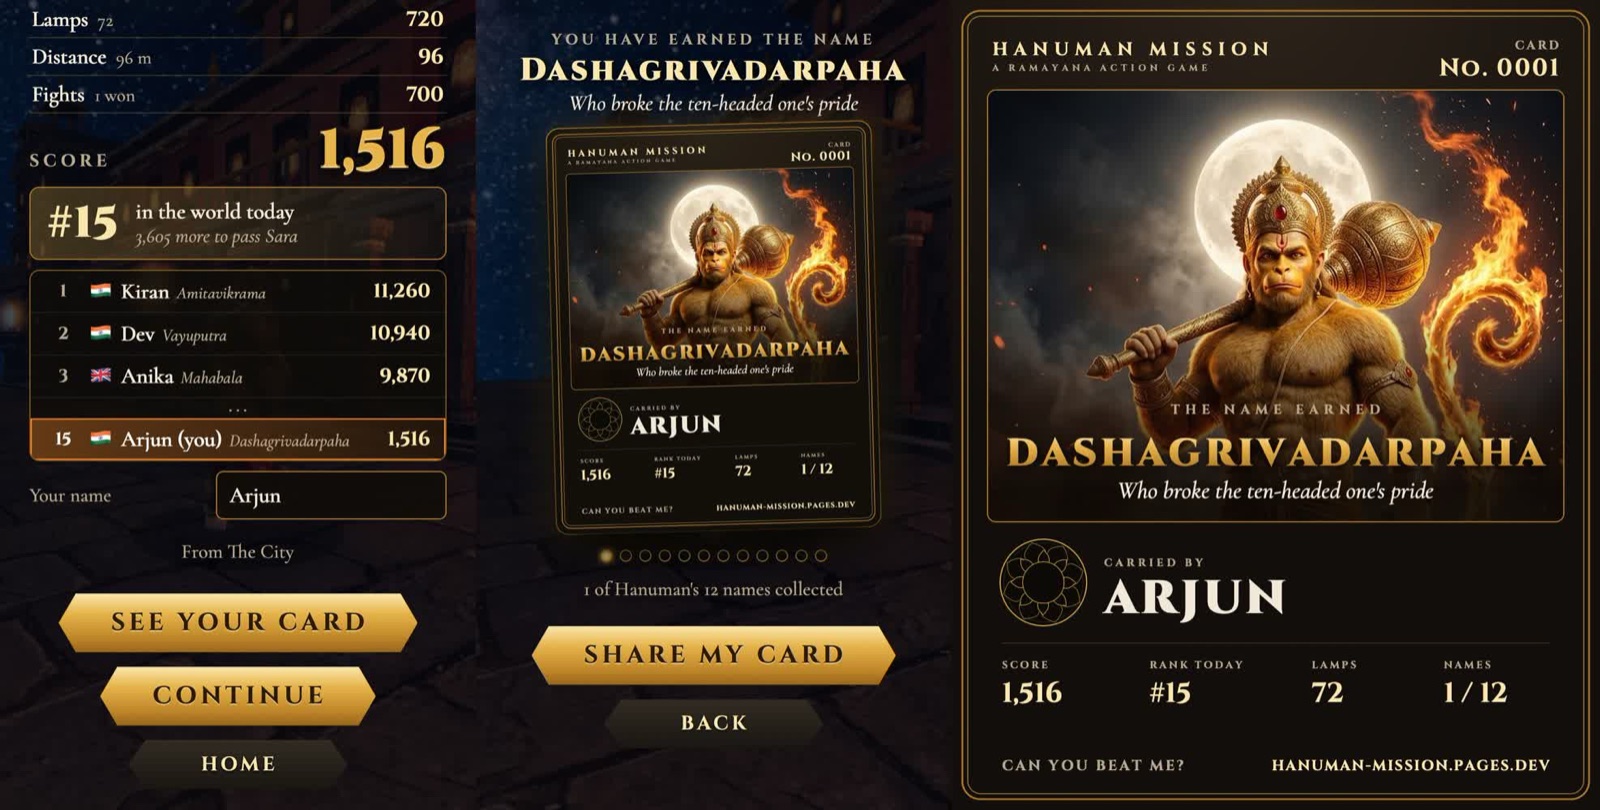 Lamps 72 720
Distance 96 m 96
Fights 1 won 700
SCORE 1,516
#15 in the world today
3,605 more to pass Sara
1 Kiran Amitavikrama 11,260
2 Dev Vayuputra 10,940
3 Anika Mahabala 9,870
...
15 Arjun (you) Dashagrivadarpaha 1,516
Your name Arjun
From The City
SEE YOUR CARD
CONTINUE
HOME
YOU HAVE EARNED THE NAME
DASHAGRIVADARPAHA
Who broke the ten-headed one's pride
HANUMAN MISSION
A RAMAYANA ACTION GAME
CARD
No. 0001
THE NAME EARNED
DASHAGRIVADARPAHA
Who broke the ten-headed one's pride
CARRIED BY
ARJUN
SCORE RANK TODAY LAMPS NAMES
1,516 #15 72 1 / 12
CAN YOU BEAT ME? HANUMAN-MISSION.PAGES.DEV
1 of Hanuman's 12 names collected
SHARE MY CARD
BACK
HANUMAN MISSION
A RAMAYANA ACTION GAME
CARD
No. 0001
THE NAME EARNED
DASHAGRIVADARPAHA
Who broke the ten-headed one's pride
CARRIED BY
ARJUN
SCORE RANK TODAY LAMPS NAMES
1,516 #15 72 1 / 12
CAN YOU BEAT ME? HANUMAN-MISSION.PAGES.DEV